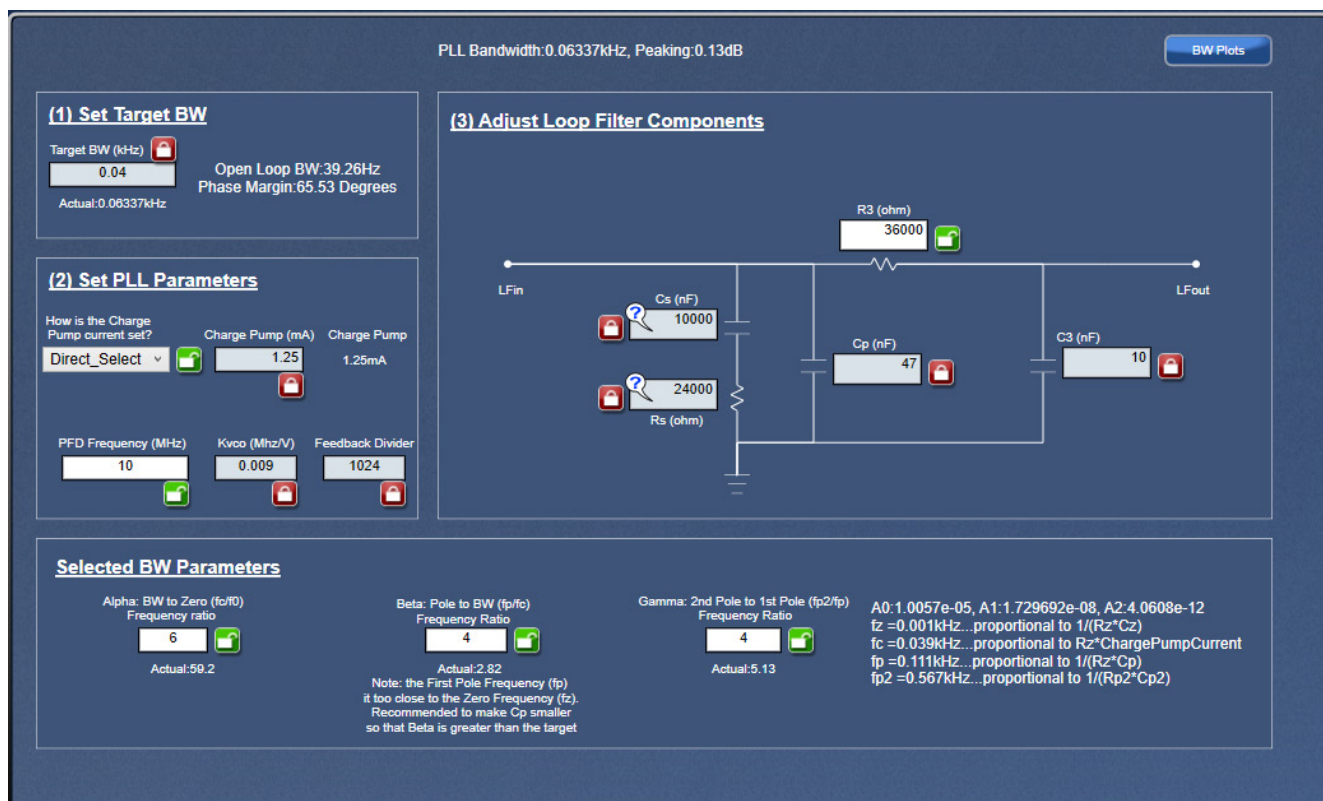 PLL Bandwidth:0.06337kHz, Peaking:0.13dB
BW Plots
(1) Set Target BW
Target BW (kHz)
0.04
Actual:0.06337kHz
Open Loop BW:39.26Hz
Phase Margin:65.53 Degrees
(2) Set PLL Parameters
How is the Charge
Pump current set?
Direct_Select
Charge Pump (mA)
1.25
Charge Pump
1.25mA
PFD Frequency (MHz)
10
Kvco (Mhz/V)
0.009
Feedback Divider
1024
(3) Adjust Loop Filter Components
R3 (ohm)
36000
LFin
LFout
Cs (nF)
?
10000
Cp (nF)
47
C3 (nF)
10
?
24000
Rs (ohm)
Selected BW Parameters
Alpha: BW to Zero (fc/f0)
Frequency ratio
6
Actual:59.2
Beta: Pole to BW (fp/fc)
Frequency Ratio
4
Actual:2.82
Note: the First Pole Frequency (fp)
it too close to the Zero Frequency (fz).
Recommended to make Cp smaller
so that Beta is greater than the target
Gamma: 2nd Pole to 1st Pole (fp2/fp)
Frequency Ratio
4
Actual:5.13
A0:1.0057e-05, A1:1.729692e-08, A2:4.0608e-12
fz =0.001kHz...proportional to 1/(Rz*Cz)
fc =0.039kHz...proportional to Rz*ChargePumpCurrent
fp =0.111kHz...proportional to 1/(Rz*Cp)
fp2 =0.567kHz...proportional to 1/(Rp2*Cp2)